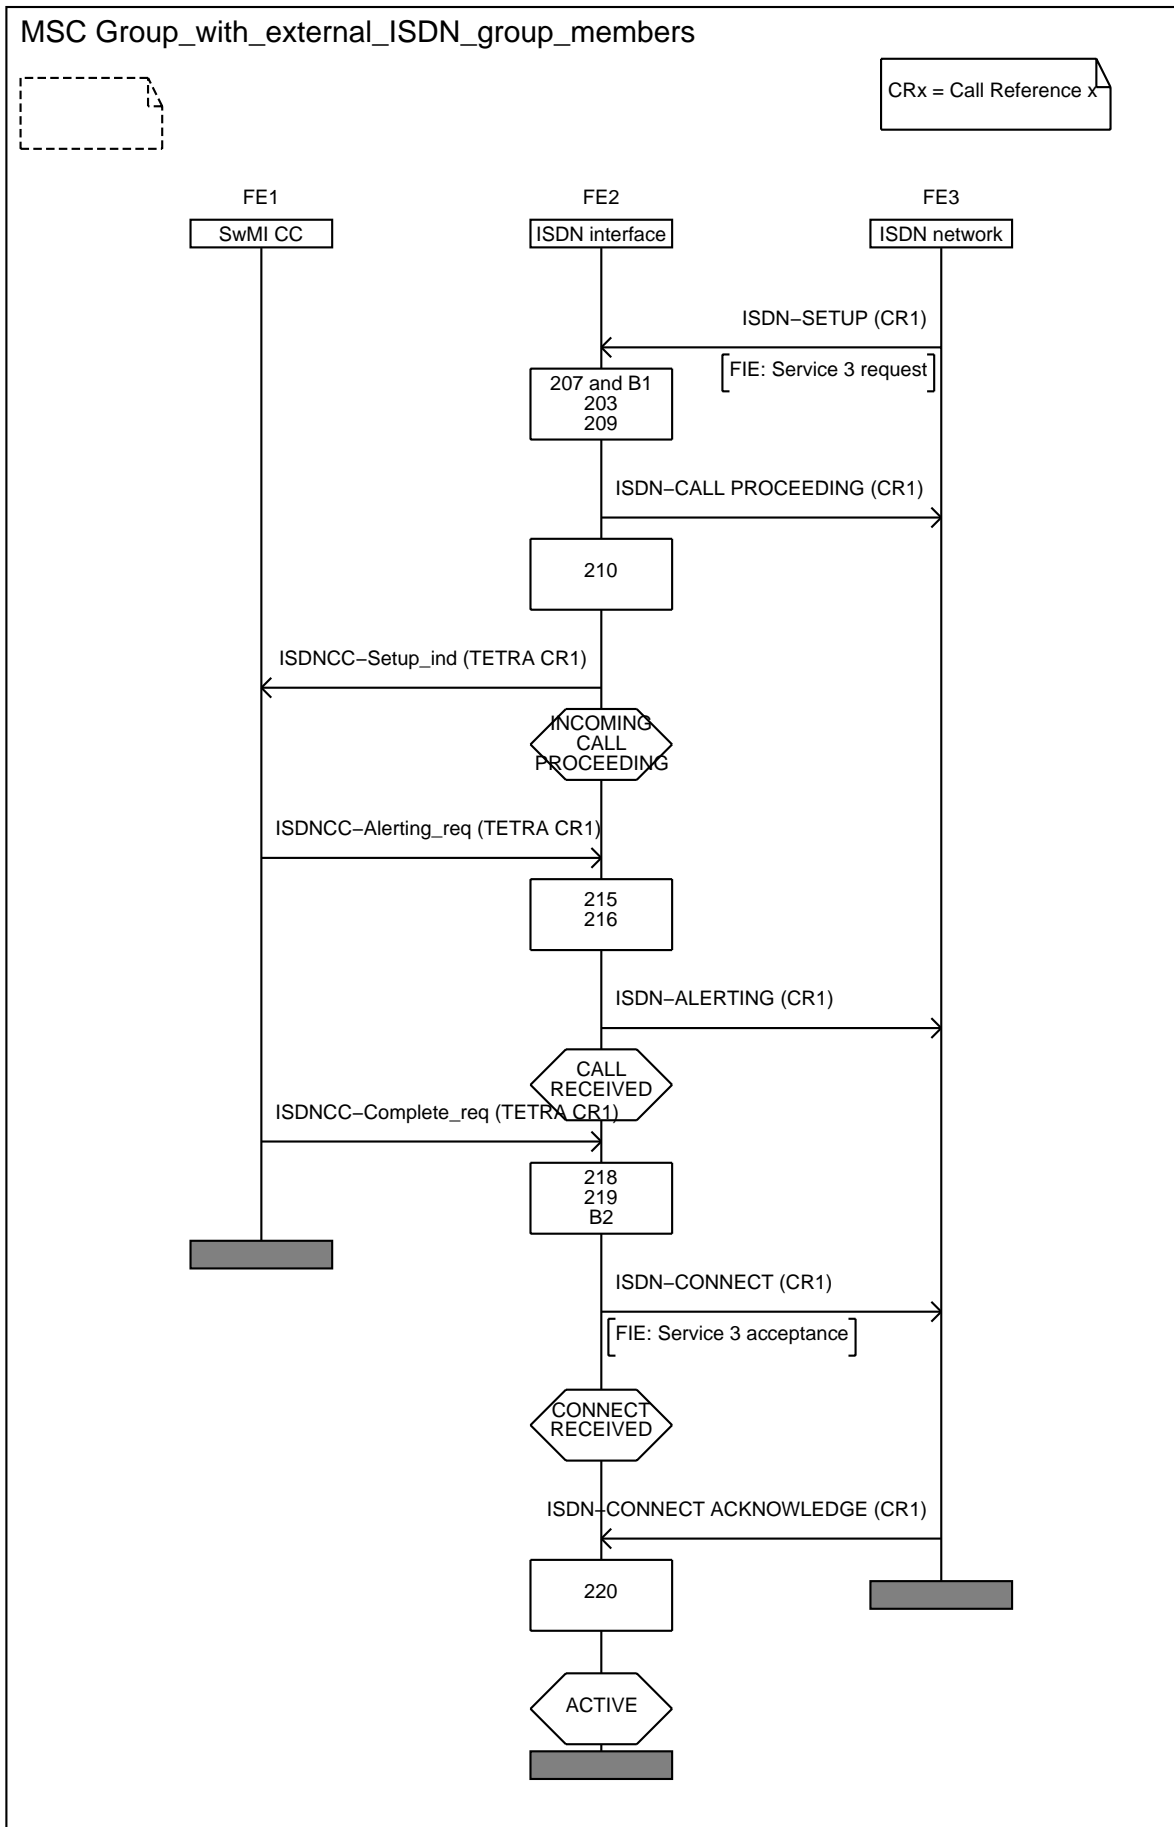 MSC Group_with_external_ISDN_group_members
CRx = Call Reference x
FE1
FE2
FE3
SwMI CC
ISDN interface
ISDN network
ISDN−SETUP (CR1)
FIE: Service 3 request
207 and B1
203
209
ISDN−CALL PROCEEDING (CR1)
210
ISDNCC−Setup_ind (TETRA CR1)
INCOMING
CALL
PROCEEDING
ISDNCC−Alerting_req (TETRA CR1)
215
216
ISDN−ALERTING (CR1)
CALL
RECEIVED
ISDNCC−Complete_req (TETRA CR1)
218
219
B2
ISDN−CONNECT (CR1)
FIE: Service 3 acceptance
CONNECT
RECEIVED
ISDN−CONNECT ACKNOWLEDGE (CR1)
220
ACTIVE